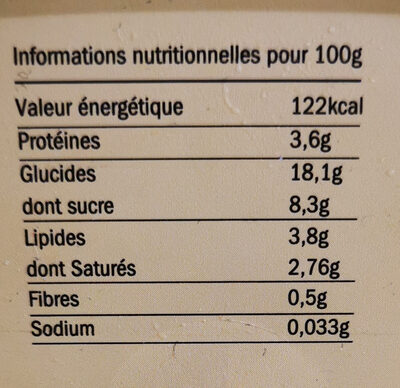 Informations nutritionnelles pour 100g
Valeur énergétique 122kcal
Protéines 3,6g
Glucides 18,1g
dont sucre 8,3g
Lipides 3,8g
dont Saturés 2,76g
Fibres 0,5g
Sodium 0,033g